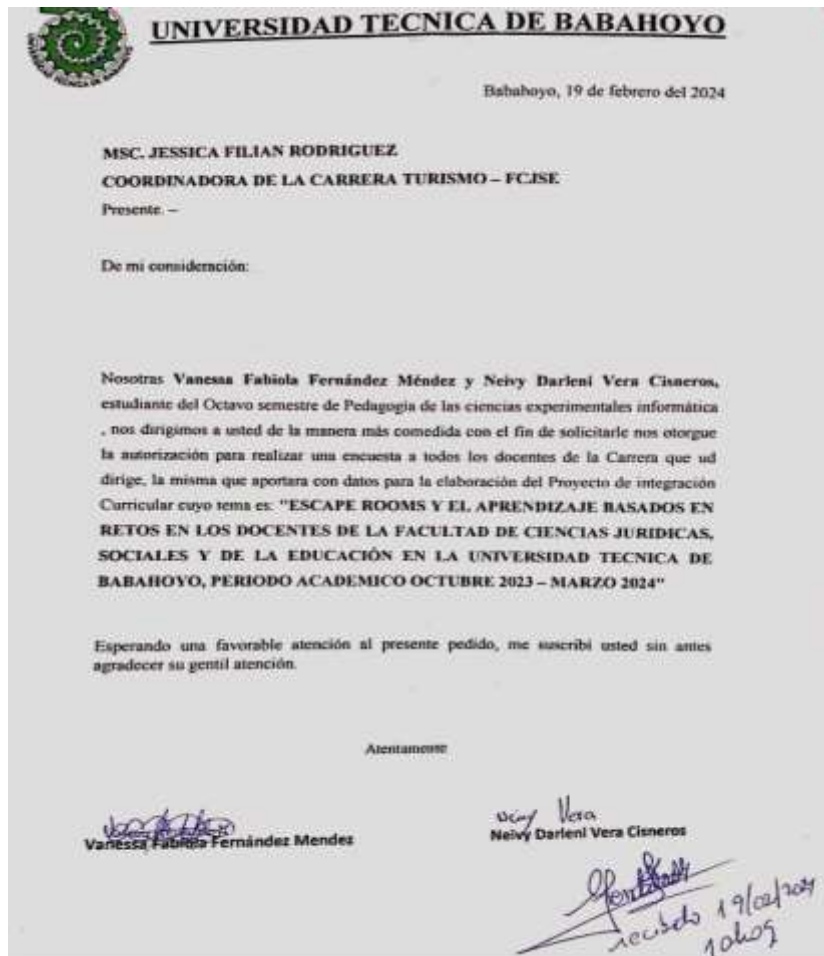 UNIVERSIDAD TECNICA DE BABAHOYO
Babahoyo, 19 de febrero del 2024
MSC. JESSICA FILIAN RODRIGUEZ
COORDINADORA DE LA CARRERA TURISMO – FCJSE
Presente. –
De mi consideración:
Nosotras Vanessa Fabiola Fernández Méndez y Neivy Darleni Vera Cisneros,
estudiante del Octavo semestre de Pedagogía de las ciencias experimentales informática
, nos dirigimos a usted de la manera más comedida con el fin de solicitarle nos otorgue
la autorización para realizar una encuesta a todos los docentes de la Carrera que ud
dirige, la misma que aportara con datos para la elaboración del Proyecto de integración
Curricular cuyo tema es: "ESCAPE ROOMS Y EL APRENDIZAJE BASADOS EN
RETOS EN LOS DOCENTES DE LA FACULTAD DE CIENCIAS JURIDICAS,
SOCIALES Y DE LA EDUCACIÓN EN LA UNIVERSIDAD TECNICA DE
BABAHOYO, PERIODO ACADEMICO OCTUBRE 2023 – MARZO 2024"
Esperando una favorable atención al presente pedido, me suscribi usted sin antes
agradecer su gentil atención.
Atentamente
Vanessa Fabiola Fernández Mendez
Vera
Neivy Darleni Vera Cisneros
recibido 19/02/2024
10h09